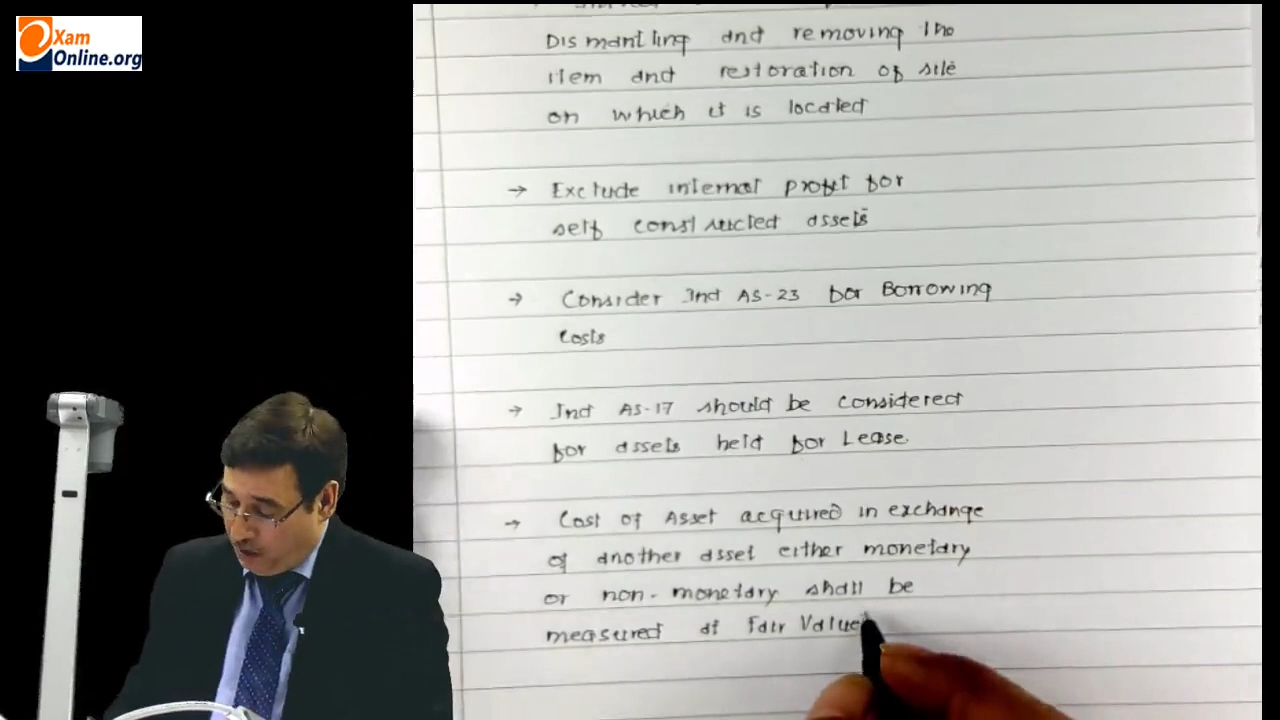 Xam
Online.org
Dismantling and removing the
item and restoration of site
on which it is located
→ Exclude internal profit for
self constructed assets
→ Consider Ind AS-23 for Borrowing
Costs
→ Ind AS-17 should be considered
for assets held for Lease.
→ Cost of Asset acquired in exchange
of another asset either monetary
or non-monetary shall be
measured at Fair Value